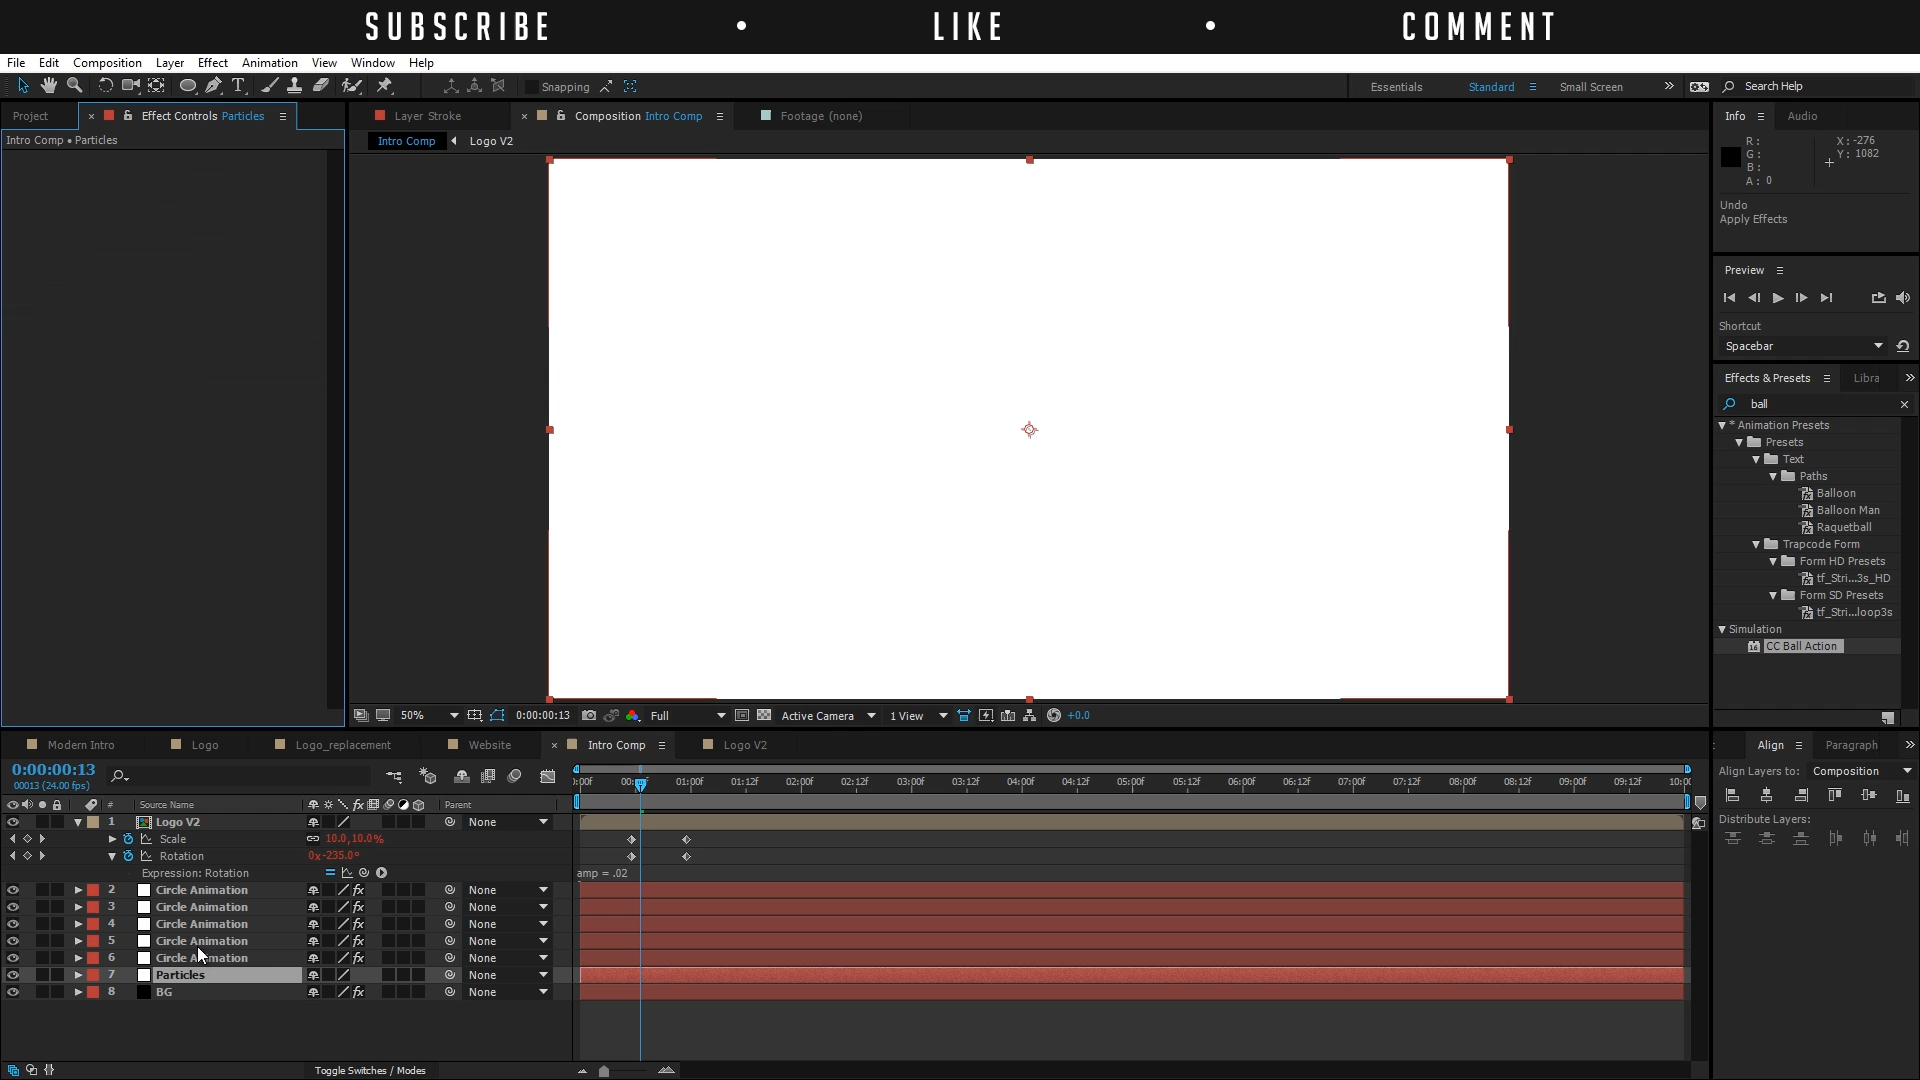 SUBSCRIBE • LIKE • COMMENT
File Edit Composition Layer Effect Animation View Window Help
Snapping Essentials Standard Small Screen » Search Help
Project × Effect Controls Particles Layer Stroke × Composition Intro Comp Footage (none) Info Audio
Intro Comp • Particles Intro Comp Logo V2
R: X: -276
G: Y: 1082
B:
A: 0
Undo
Apply Effects
Preview
Shortcut
Spacebar
Effects & Presets Libra »
ball
* Animation Presets
Presets
Text
Paths
Balloon
Balloon Man
Raquetball
Trapcode Form
Form HD Presets
tf_Stri...3s_HD
Form SD Presets
tf_Stri...loop3s
Simulation
CC Ball Action
50% 0:00:00:13 Full Active Camera 1 View +0.0
Modern Intro Logo Logo_replacement Website × Intro Comp Logo V2 Align Paragraph »
0:00:00:13
00013 (24.00 fps)
Align Layers to: Composition
01:00f 01:12f 02:00f 02:12f 03:00f 03:12f 04:00f 04:12f 05:00f 05:12f 06:00f 06:12f 07:00f 07:12f 08:00f 08:12f 09:00f 09:12f
# Source Name fx Parent
Distribute Layers:
1 Logo V2 None
Scale 10.0,10.0%
Rotation 0x-235.0°
Expression: Rotation amp = .02
2 Circle Animation fx None
3 Circle Animation fx None
4 Circle Animation fx None
5 Circle Animation fx None
6 Circle Animation fx None
7 Particles None
8 BG fx None
Toggle Switches / Modes